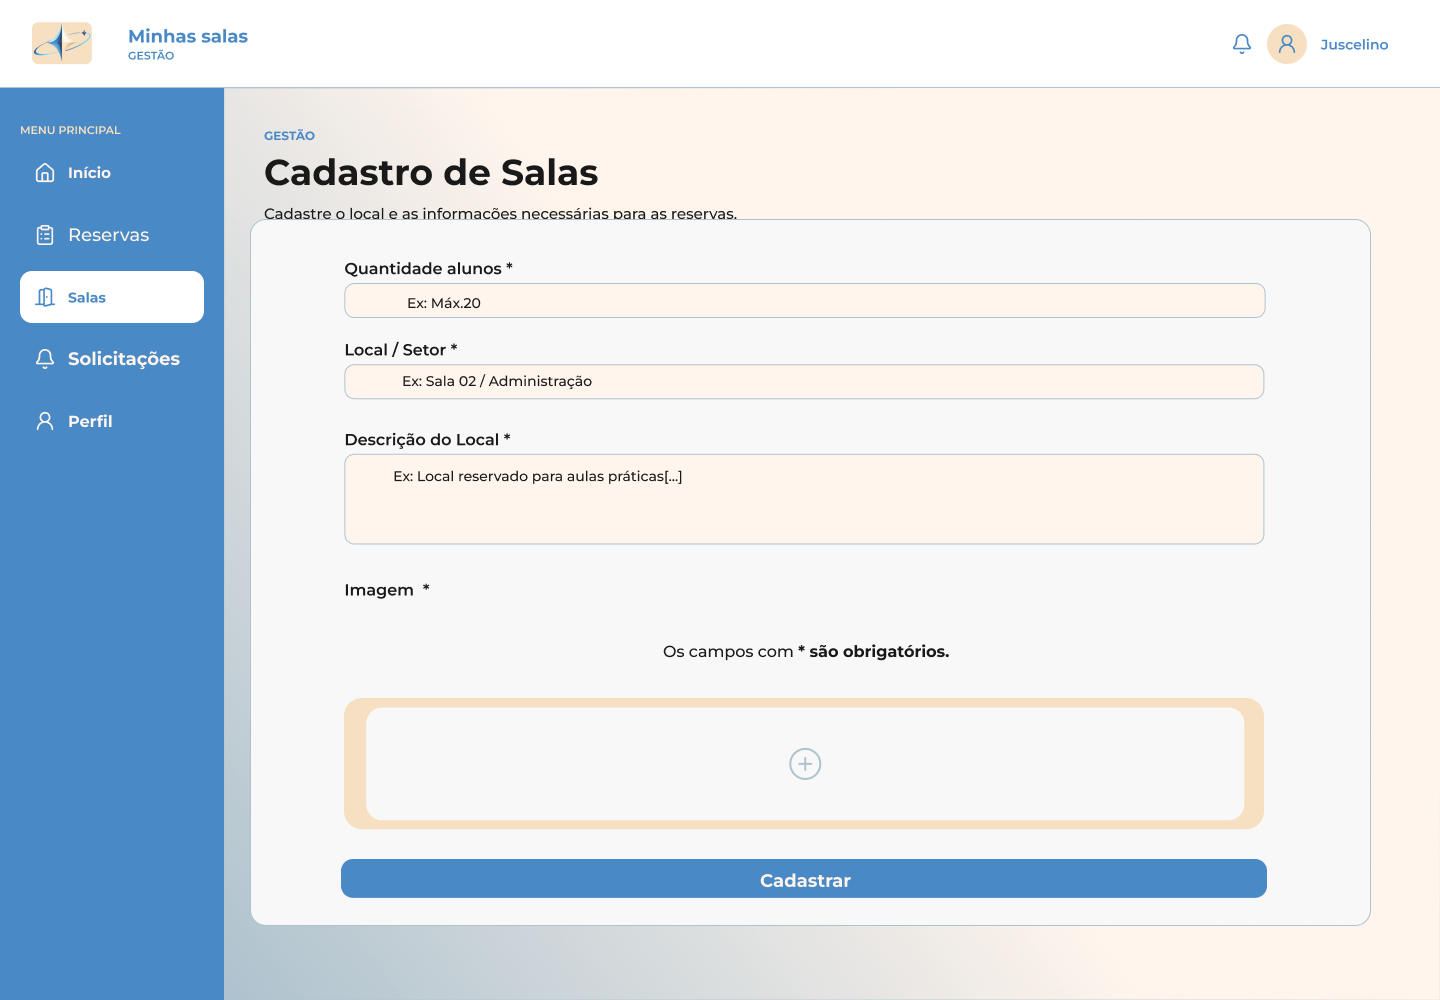 Minhas salas
GESTÃO
Juscelino
MENU PRINCIPAL
Início
Reservas
Salas
Solicitações
Perfil
GESTÃO
Cadastro de Salas
Cadastre o local e as informações necessárias para as reservas.
Quantidade alunos *
Ex: Máx.20
Local / Setor *
Ex: Sala 02 / Administração
Descrição do Local *
Ex: Local reservado para aulas práticas[...]
Imagem *
Os campos com * são obrigatórios.
Cadastrar